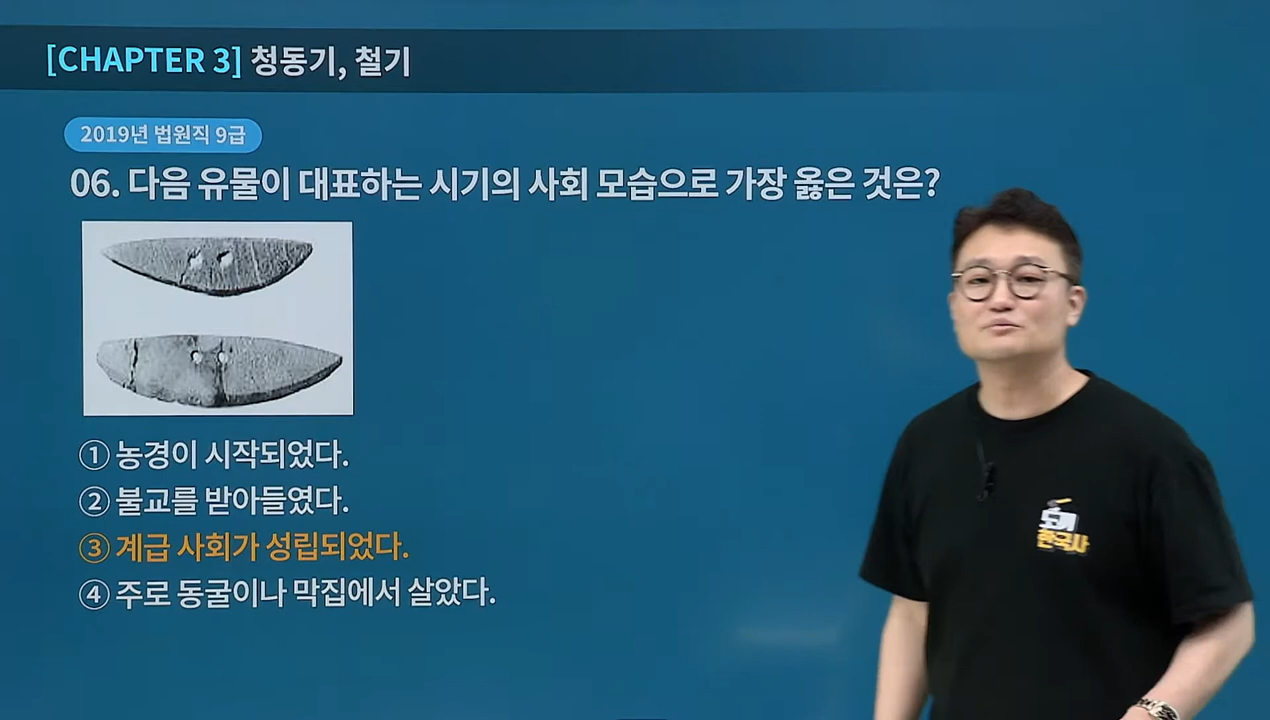 [CHAPTER 3] 청동기, 철기
2019년 법원직 9급
06. 다음 유물이 대표하는 시기의 사회 모습으로 가장 옳은 것은?
① 농경이 시작되었다.
② 불교를 받아들였다.
③ 계급 사회가 성립되었다.
④ 주로 동굴이나 막집에서 살았다.
한국사